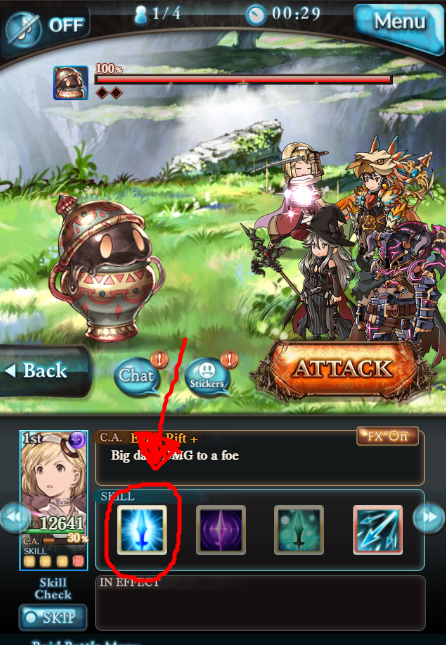 OFF
1/4
00:29
Menu
100%
Back
Chat
!
Stickers
!
ATTACK
1st
C.A.
Rift +
FX On
Big
MG to a foe
12641
C.A.
30%
SKILL
SKILL
Skill
Check
SKIP
IN EFFECT